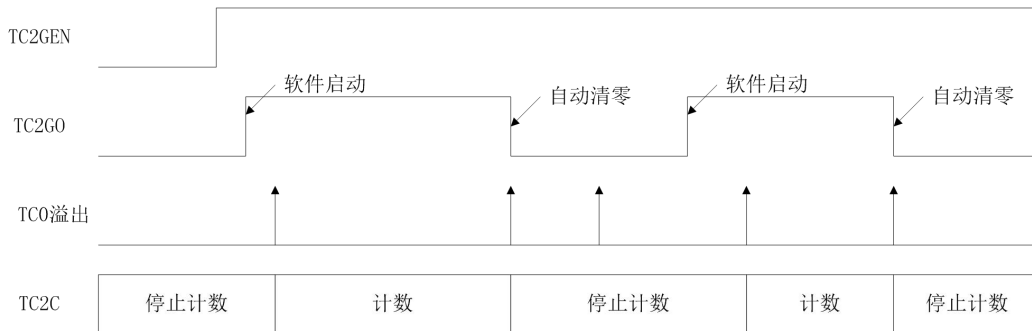 TC2GEN
软件启动
自动清零
软件启动
自动清零
TC2GO
TC0溢出
TC2C
停止计数
计数
停止计数
计数
停止计数